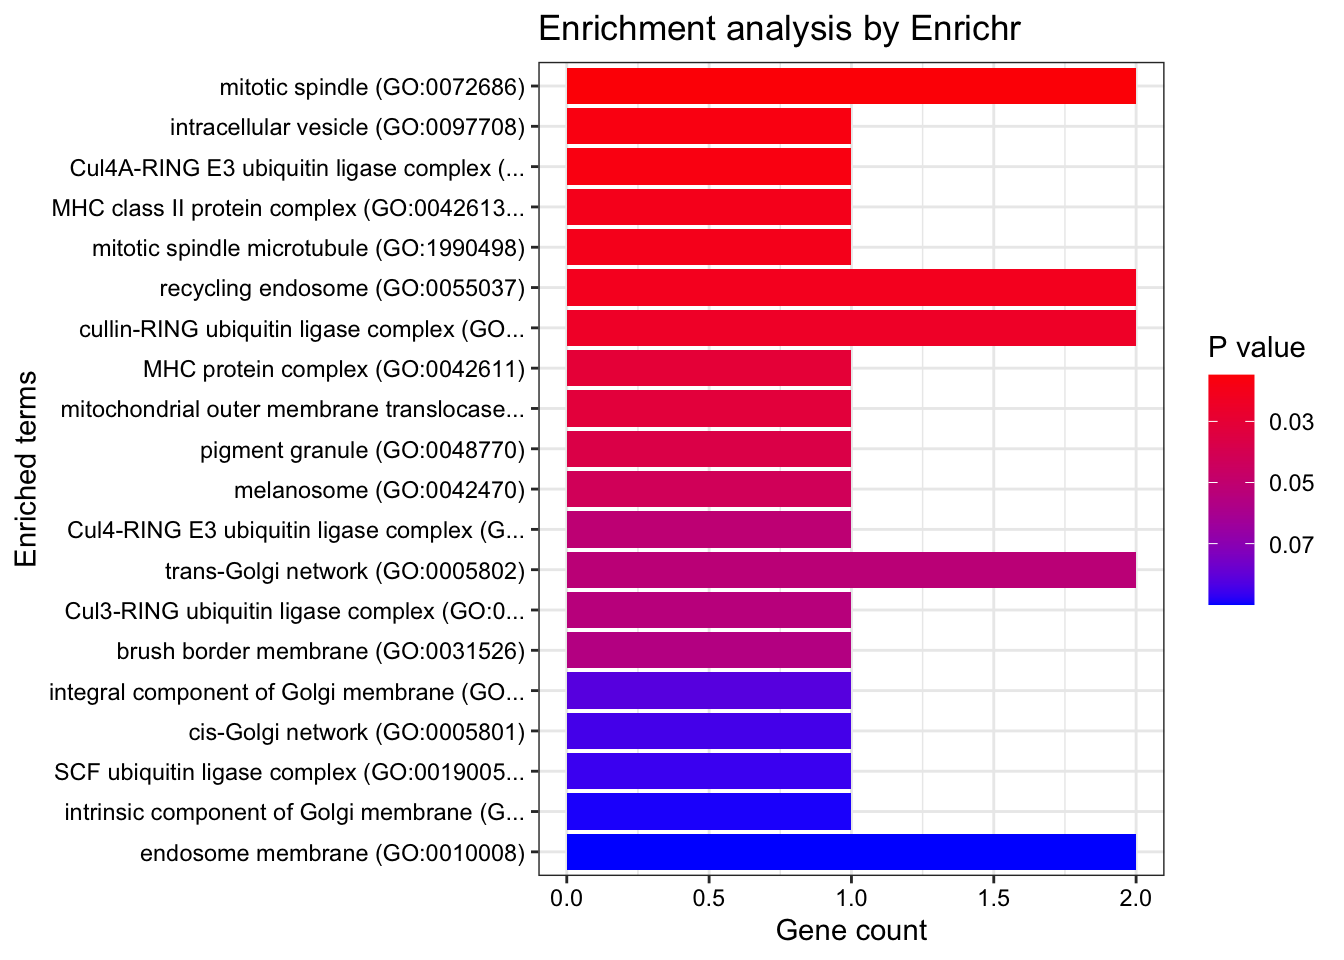 Enrichment analysis by Enrichr
mitotic spindle (GO:0072686)
intracellular vesicle (GO:0097708)
Cul4A-RING E3 ubiquitin ligase complex (...
MHC class II protein complex (GO:0042613...
mitotic spindle microtubule (GO:1990498)
recycling endosome (GO:0055037)
cullin-RING ubiquitin ligase complex (GO...
MHC protein complex (GO:0042611)
mitochondrial outer membrane translocase...
pigment granule (GO:0048770)
melanosome (GO:0042470)
Cul4-RING E3 ubiquitin ligase complex (G...
trans-Golgi network (GO:0005802)
Cul3-RING ubiquitin ligase complex (GO:0...
brush border membrane (GO:0031526)
integral component of Golgi membrane (GO...
cis-Golgi network (GO:0005801)
SCF ubiquitin ligase complex (GO:0019005...
intrinsic component of Golgi membrane (G...
endosome membrane (GO:0010008)
Enriched terms
0.0 0.5 1.0 1.5 2.0
Gene count
P value
0.03
0.05
0.07